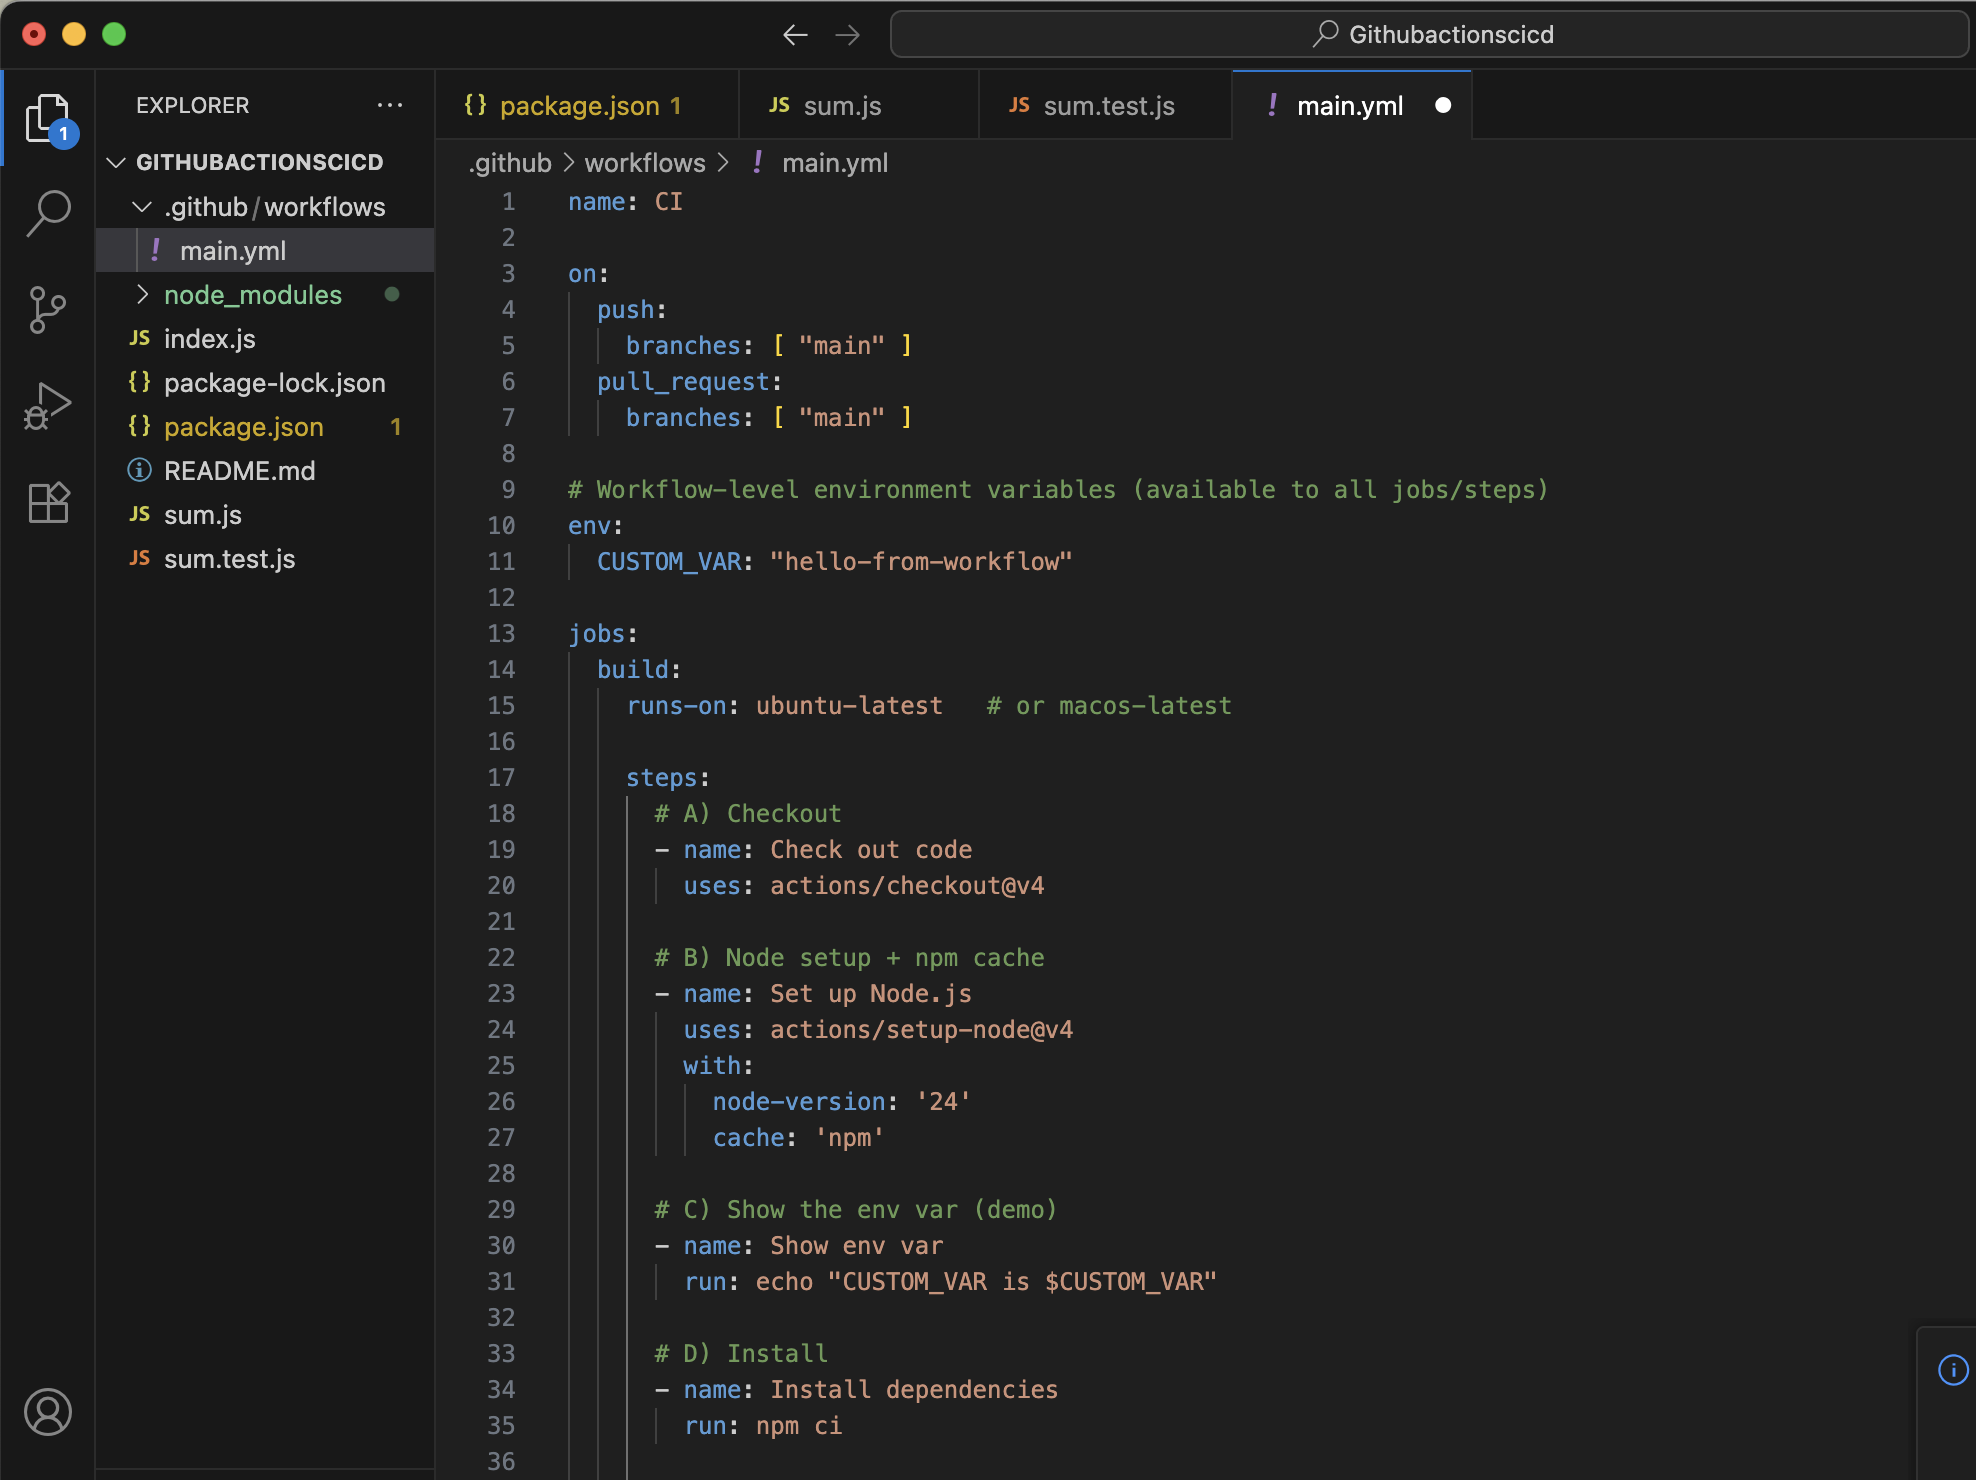 Githubactionscicd
EXPLORER
1
GITHUBACTIONSCICD
.github/workflows
! main.yml
node_modules
JS index.js
{} package-lock.json
{} package.json 1
README.md
JS sum.js
JS sum.test.js
{} package.json 1
JS sum.js
JS sum.test.js
! main.yml
.github > workflows > ! main.yml
1 name: CI
2
3 on:
4   push:
5     branches: [ "main" ]
6   pull_request:
7     branches: [ "main" ]
8
9 # Workflow-level environment variables (available to all jobs/steps)
10 env:
11   CUSTOM_VAR: "hello-from-workflow"
12
13 jobs:
14   build:
15     runs-on: ubuntu-latest   # or macos-latest
16
17     steps:
18       # A) Checkout
19       - name: Check out code
20         uses: actions/checkout@v4
21
22       # B) Node setup + npm cache
23       - name: Set up Node.js
24         uses: actions/setup-node@v4
25         with:
26           node-version: '24'
27           cache: 'npm'
28
29       # C) Show the env var (demo)
30       - name: Show env var
31         run: echo "CUSTOM_VAR is $CUSTOM_VAR"
32
33       # D) Install
34       - name: Install dependencies
35         run: npm ci
36